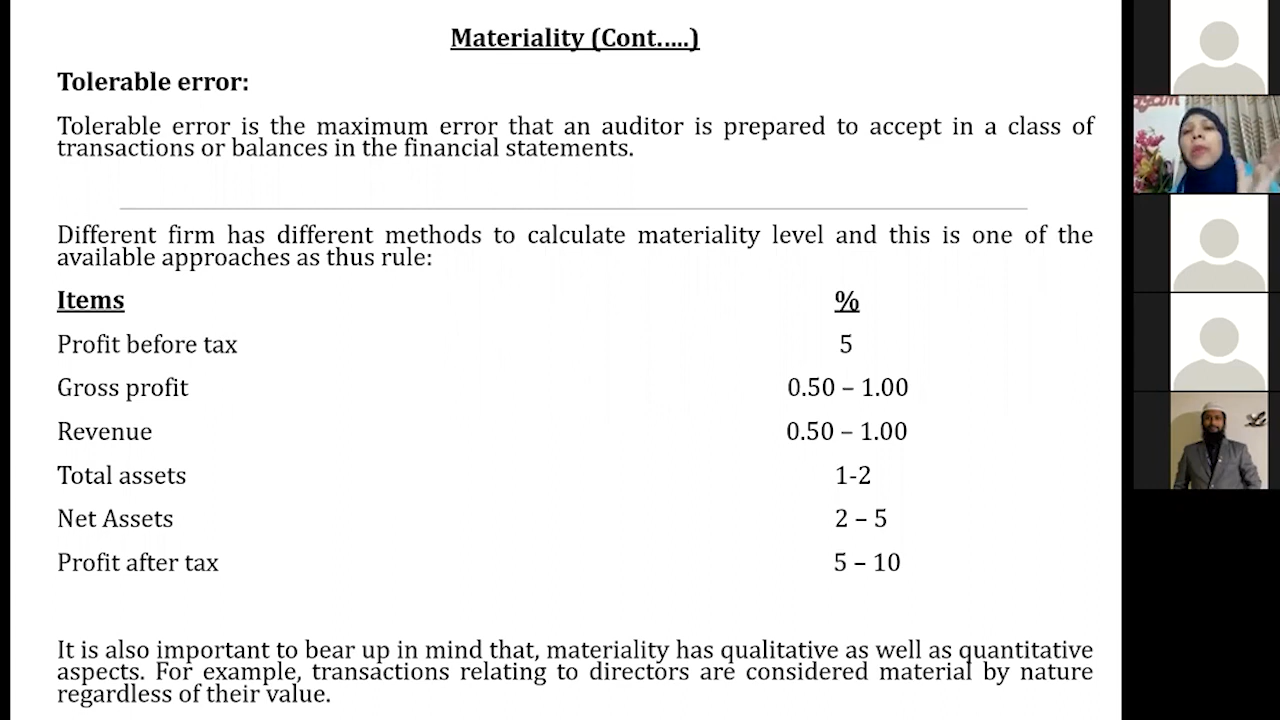 Materiality (Cont.....)
Tolerable error:
Tolerable error is the maximum error that an auditor is prepared to accept in a class of
transactions or balances in the financial statements.
Different firm has different methods to calculate materiality level and this is one of the
available approaches as thus rule:
Items %
Profit before tax 5
Gross profit 0.50 – 1.00
Revenue 0.50 – 1.00
Total assets 1-2
Net Assets 2 – 5
Profit after tax 5 – 10
It is also important to bear up in mind that, materiality has qualitative as well as quantitative
aspects. For example, transactions relating to directors are considered material by nature
regardless of their value.